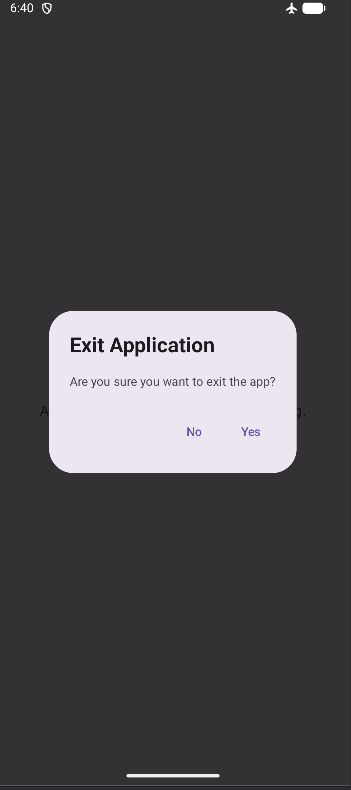 6:40
Exit Application
Are you sure you want to exit the app?
No Yes